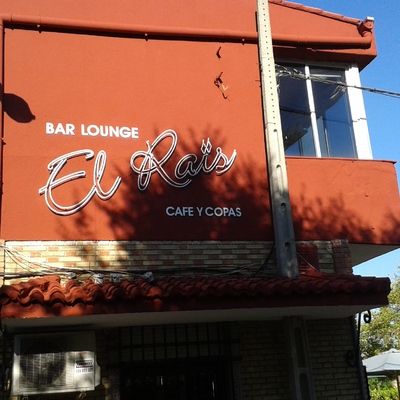 BAR LOUNGE
El Raïs
CAFE Y COPAS